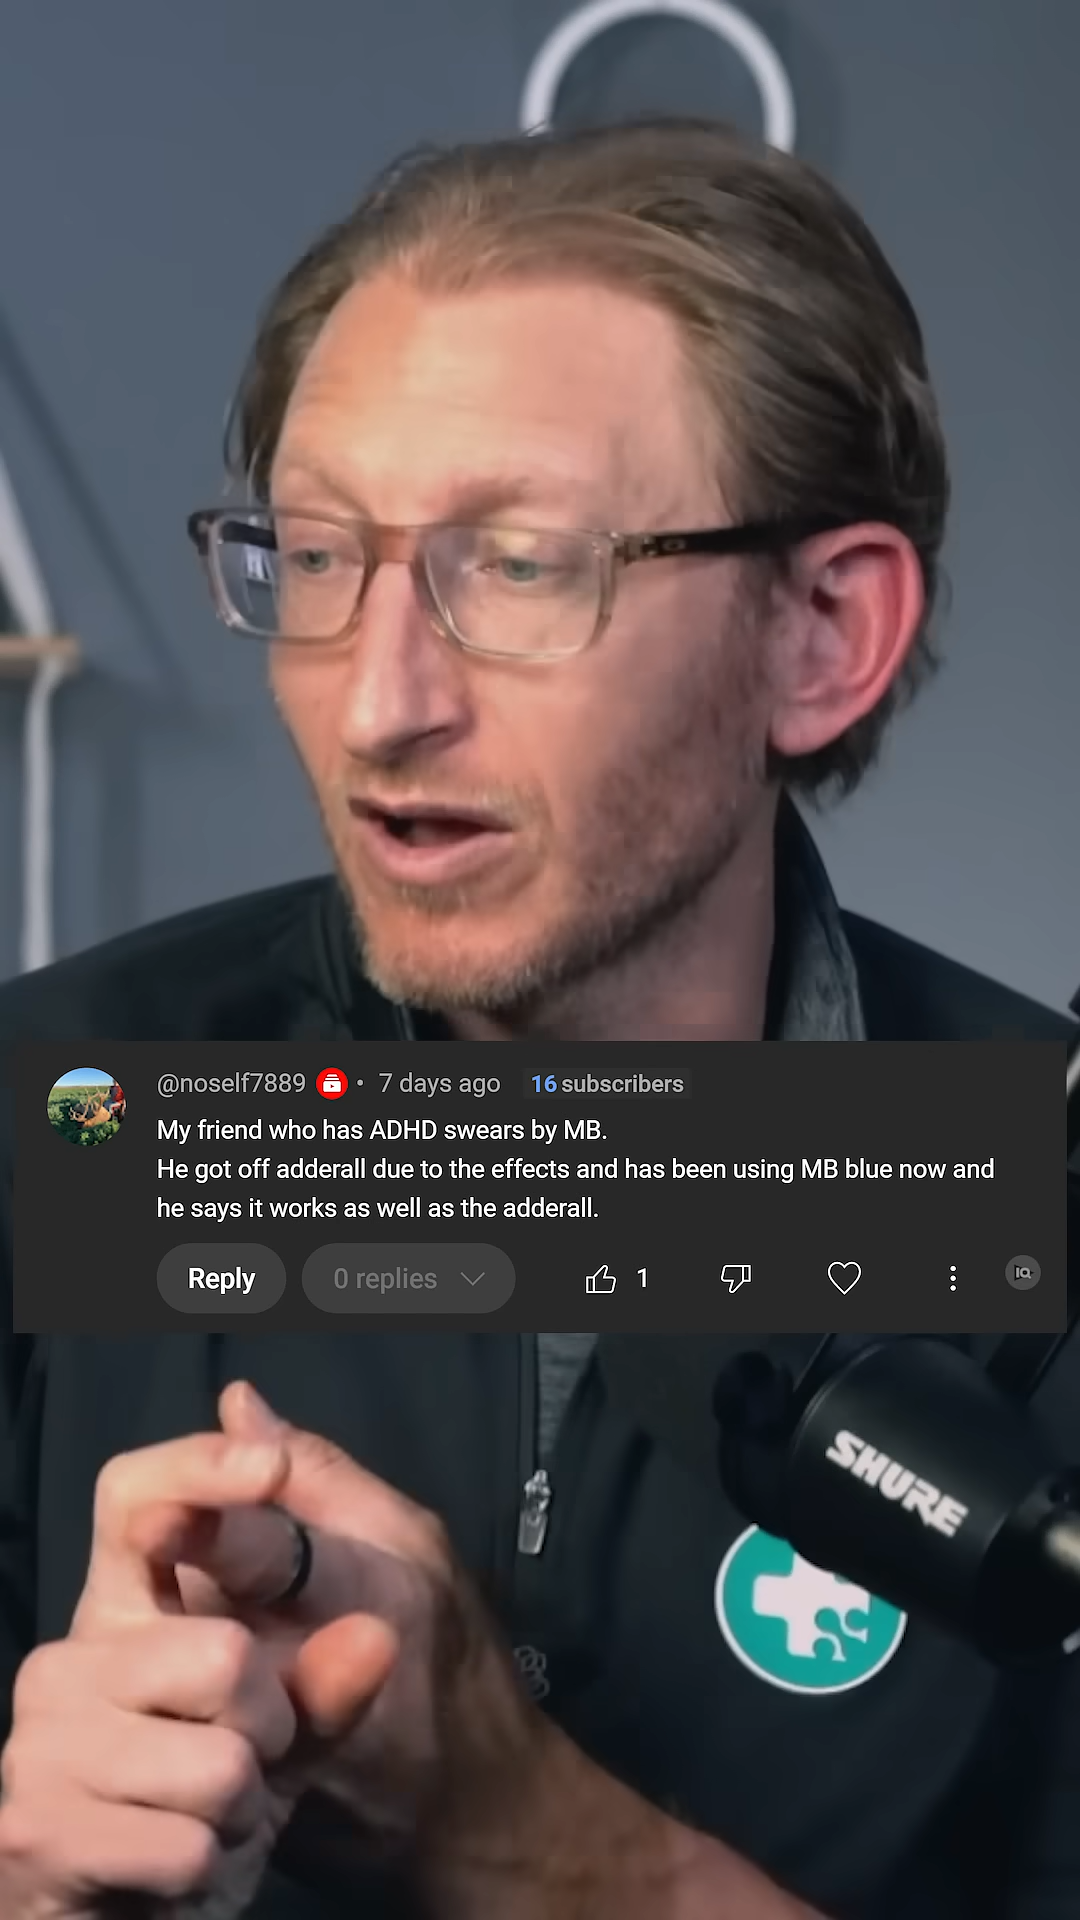 @noself7889 • 7 days ago 16 subscribers
My friend who has ADHD swears by MB.
He got off adderall due to the effects and has been using MB blue now and
he says it works as well as the adderall.
Reply 0 replies 1
IQ
SHURE